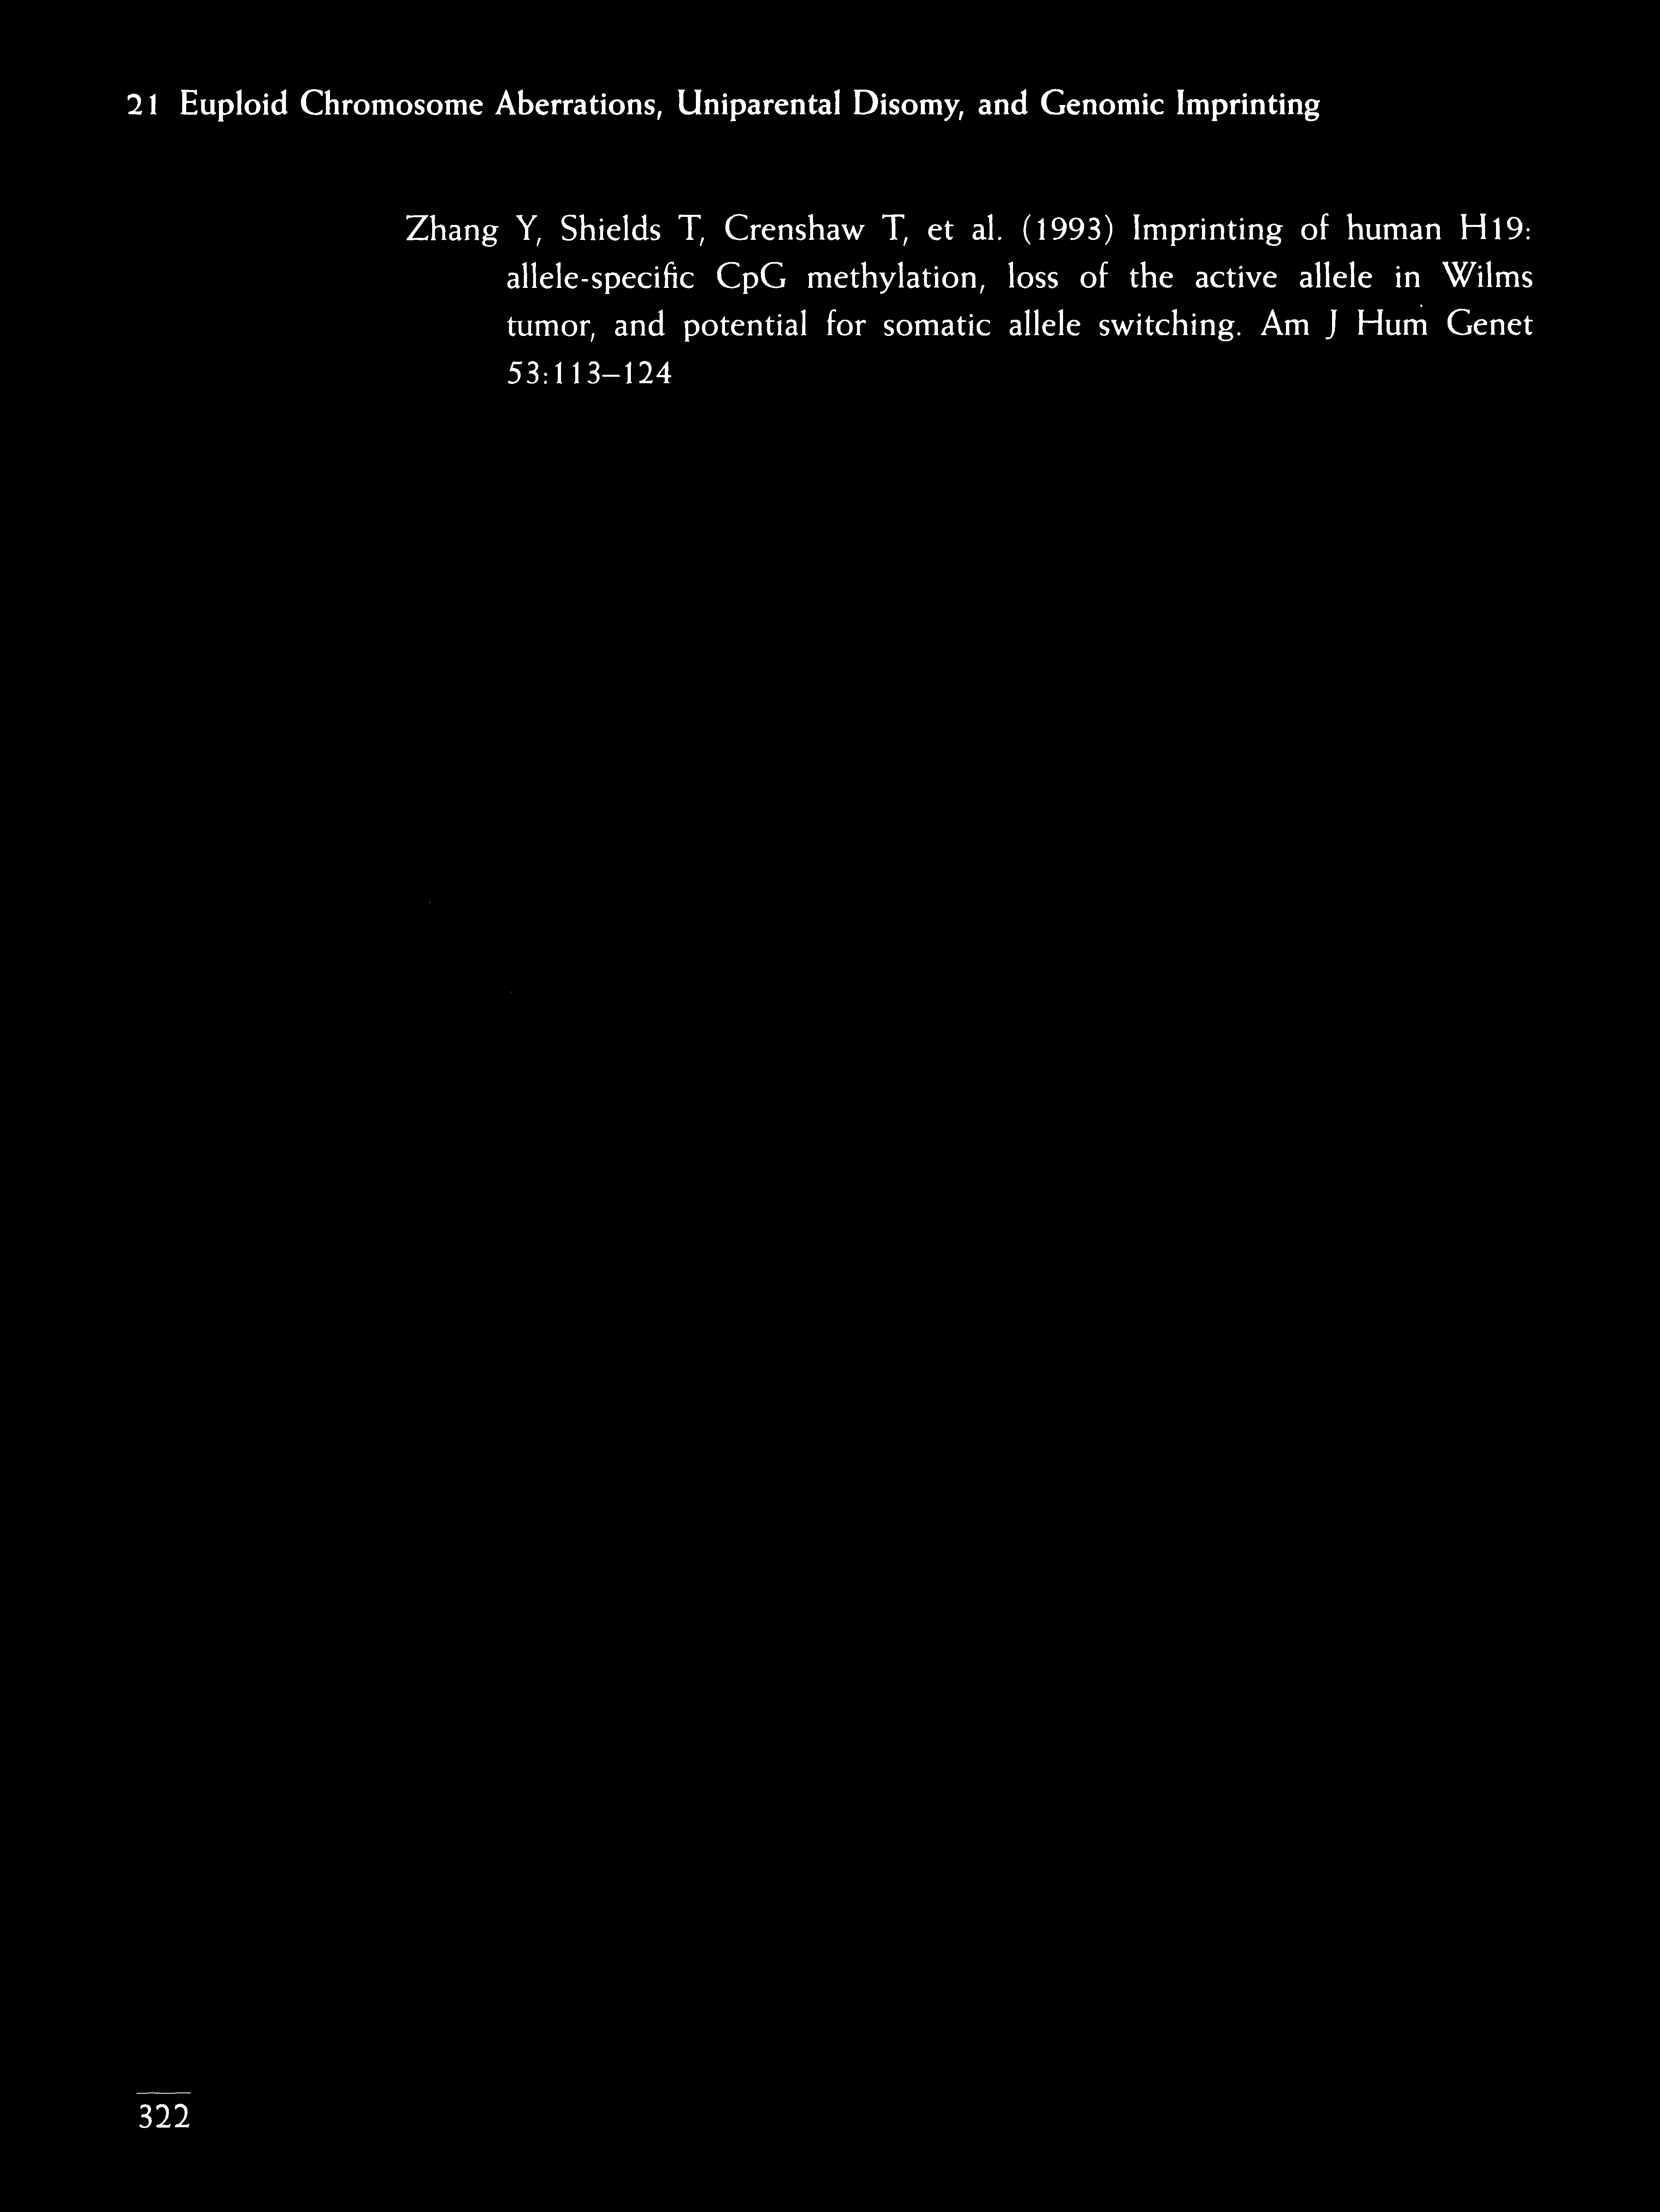 21 Euploid Chromosome Aberrations, Uniparental Disomy, and Genomic Imprinting
Zhang Y, Shields T, Crenshaw T, et al. (1993) Imprinting of human H19:
allele-specific CpG methylation, loss of the active allele in Wilms
tumor, and potential for somatic allele switching. Am J Hum Genet
53:113–124
322